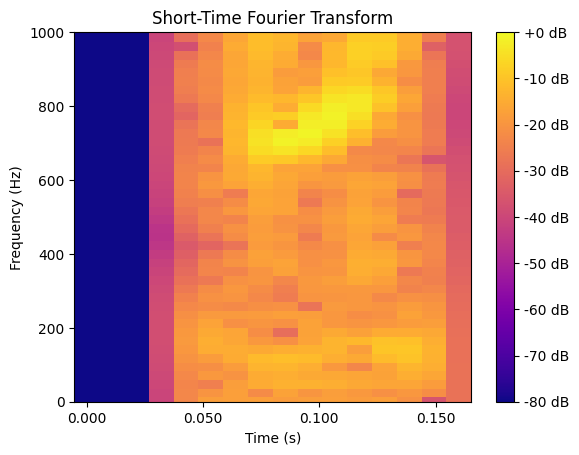 Short-Time Fourier Transform
1000
800
600
400
200
0
Frequency (Hz)
0.000
0.050
0.100
0.150
Time (s)
+0 dB
-10 dB
-20 dB
-30 dB
-40 dB
-50 dB
-60 dB
-70 dB
-80 dB